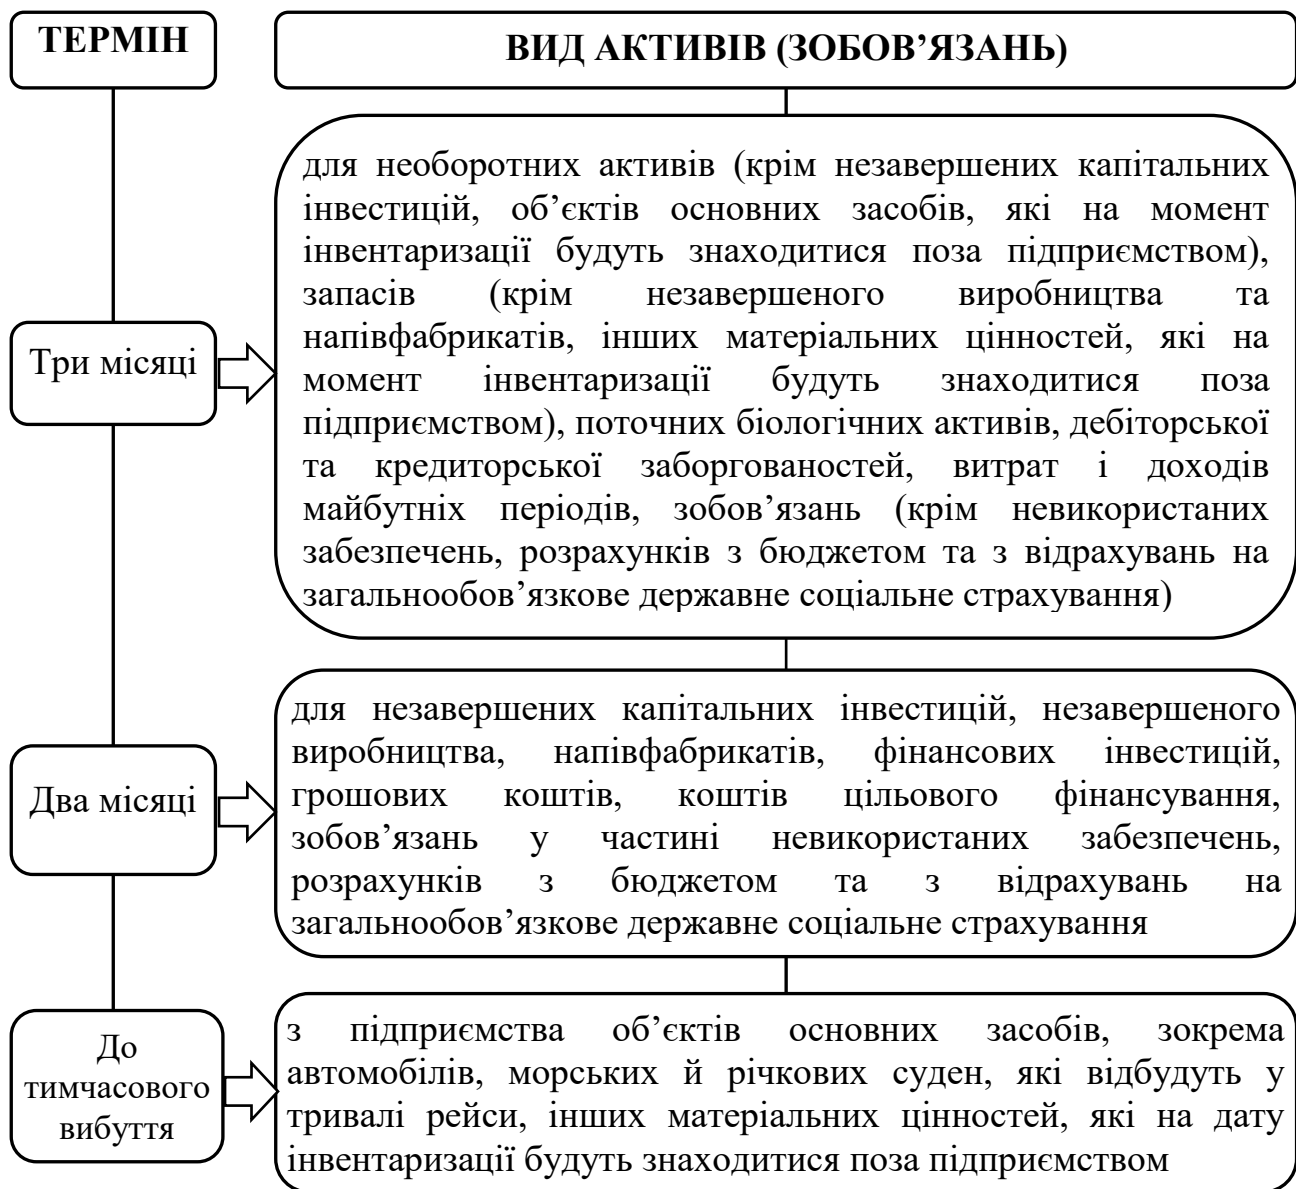 ТЕРМІН
ВИД АКТИВІВ (ЗОБОВ’ЯЗАНЬ)
Три місяці
для необоротних активів (крім незавершених капітальних
інвестицій, об’єктів основних засобів, які на момент
інвентаризації будуть знаходитися поза підприємством),
запасів (крім незавершеного виробництва та
напівфабрикатів, інших матеріальних цінностей, які на
момент інвентаризації будуть знаходитися поза
підприємством), поточних біологічних активів, дебіторської
та кредиторської заборгованостей, витрат і доходів
майбутніх періодів, зобов’язань (крім невикористаних
забезпечень, розрахунків з бюджетом та з відрахувань на
загальнообов’язкове державне соціальне страхування)
Два місяці
для незавершених капітальних інвестицій, незавершеного
виробництва, напівфабрикатів, фінансових інвестицій,
грошових коштів, коштів цільового фінансування,
зобов’язань у частині невикористаних забезпечень,
розрахунків з бюджетом та з відрахувань на
загальнообов’язкове державне соціальне страхування
До
тимчасового
вибуття
з підприємства об’єктів основних засобів, зокрема
автомобілів, морських й річкових суден, які відбудуть у
тривалі рейси, інших матеріальних цінностей, які на дату
інвентаризації будуть знаходитися поза підприємством